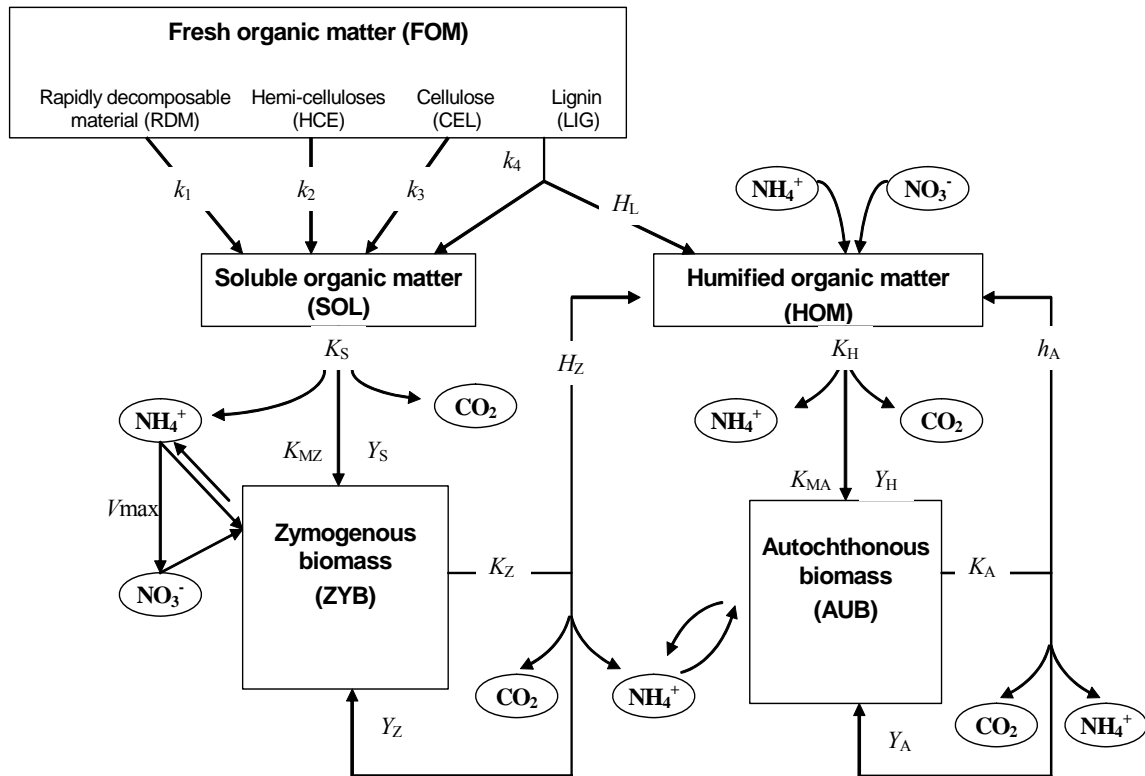 Fresh organic matter (FOM)
Rapidly decomposable
material (RDM)
Hemi-celluloses
(HCE)
Cellulose
(CEL)
Lignin
(LIG)
k1
k2
k3
k4
HL
NH4+
NO3-
Soluble organic matter
(SOL)
Humified organic matter
(HOM)
KS
HZ
KH
hA
NH4+
CO2
NH4+
CO2
KMZ
YS
KMA
YH
Vmax
Zymogenous
biomass
(ZYB)
KZ
Autochthonous
biomass
(AUB)
KA
NO3-
CO2
NH4+
CO2
NH4+
YZ
YA